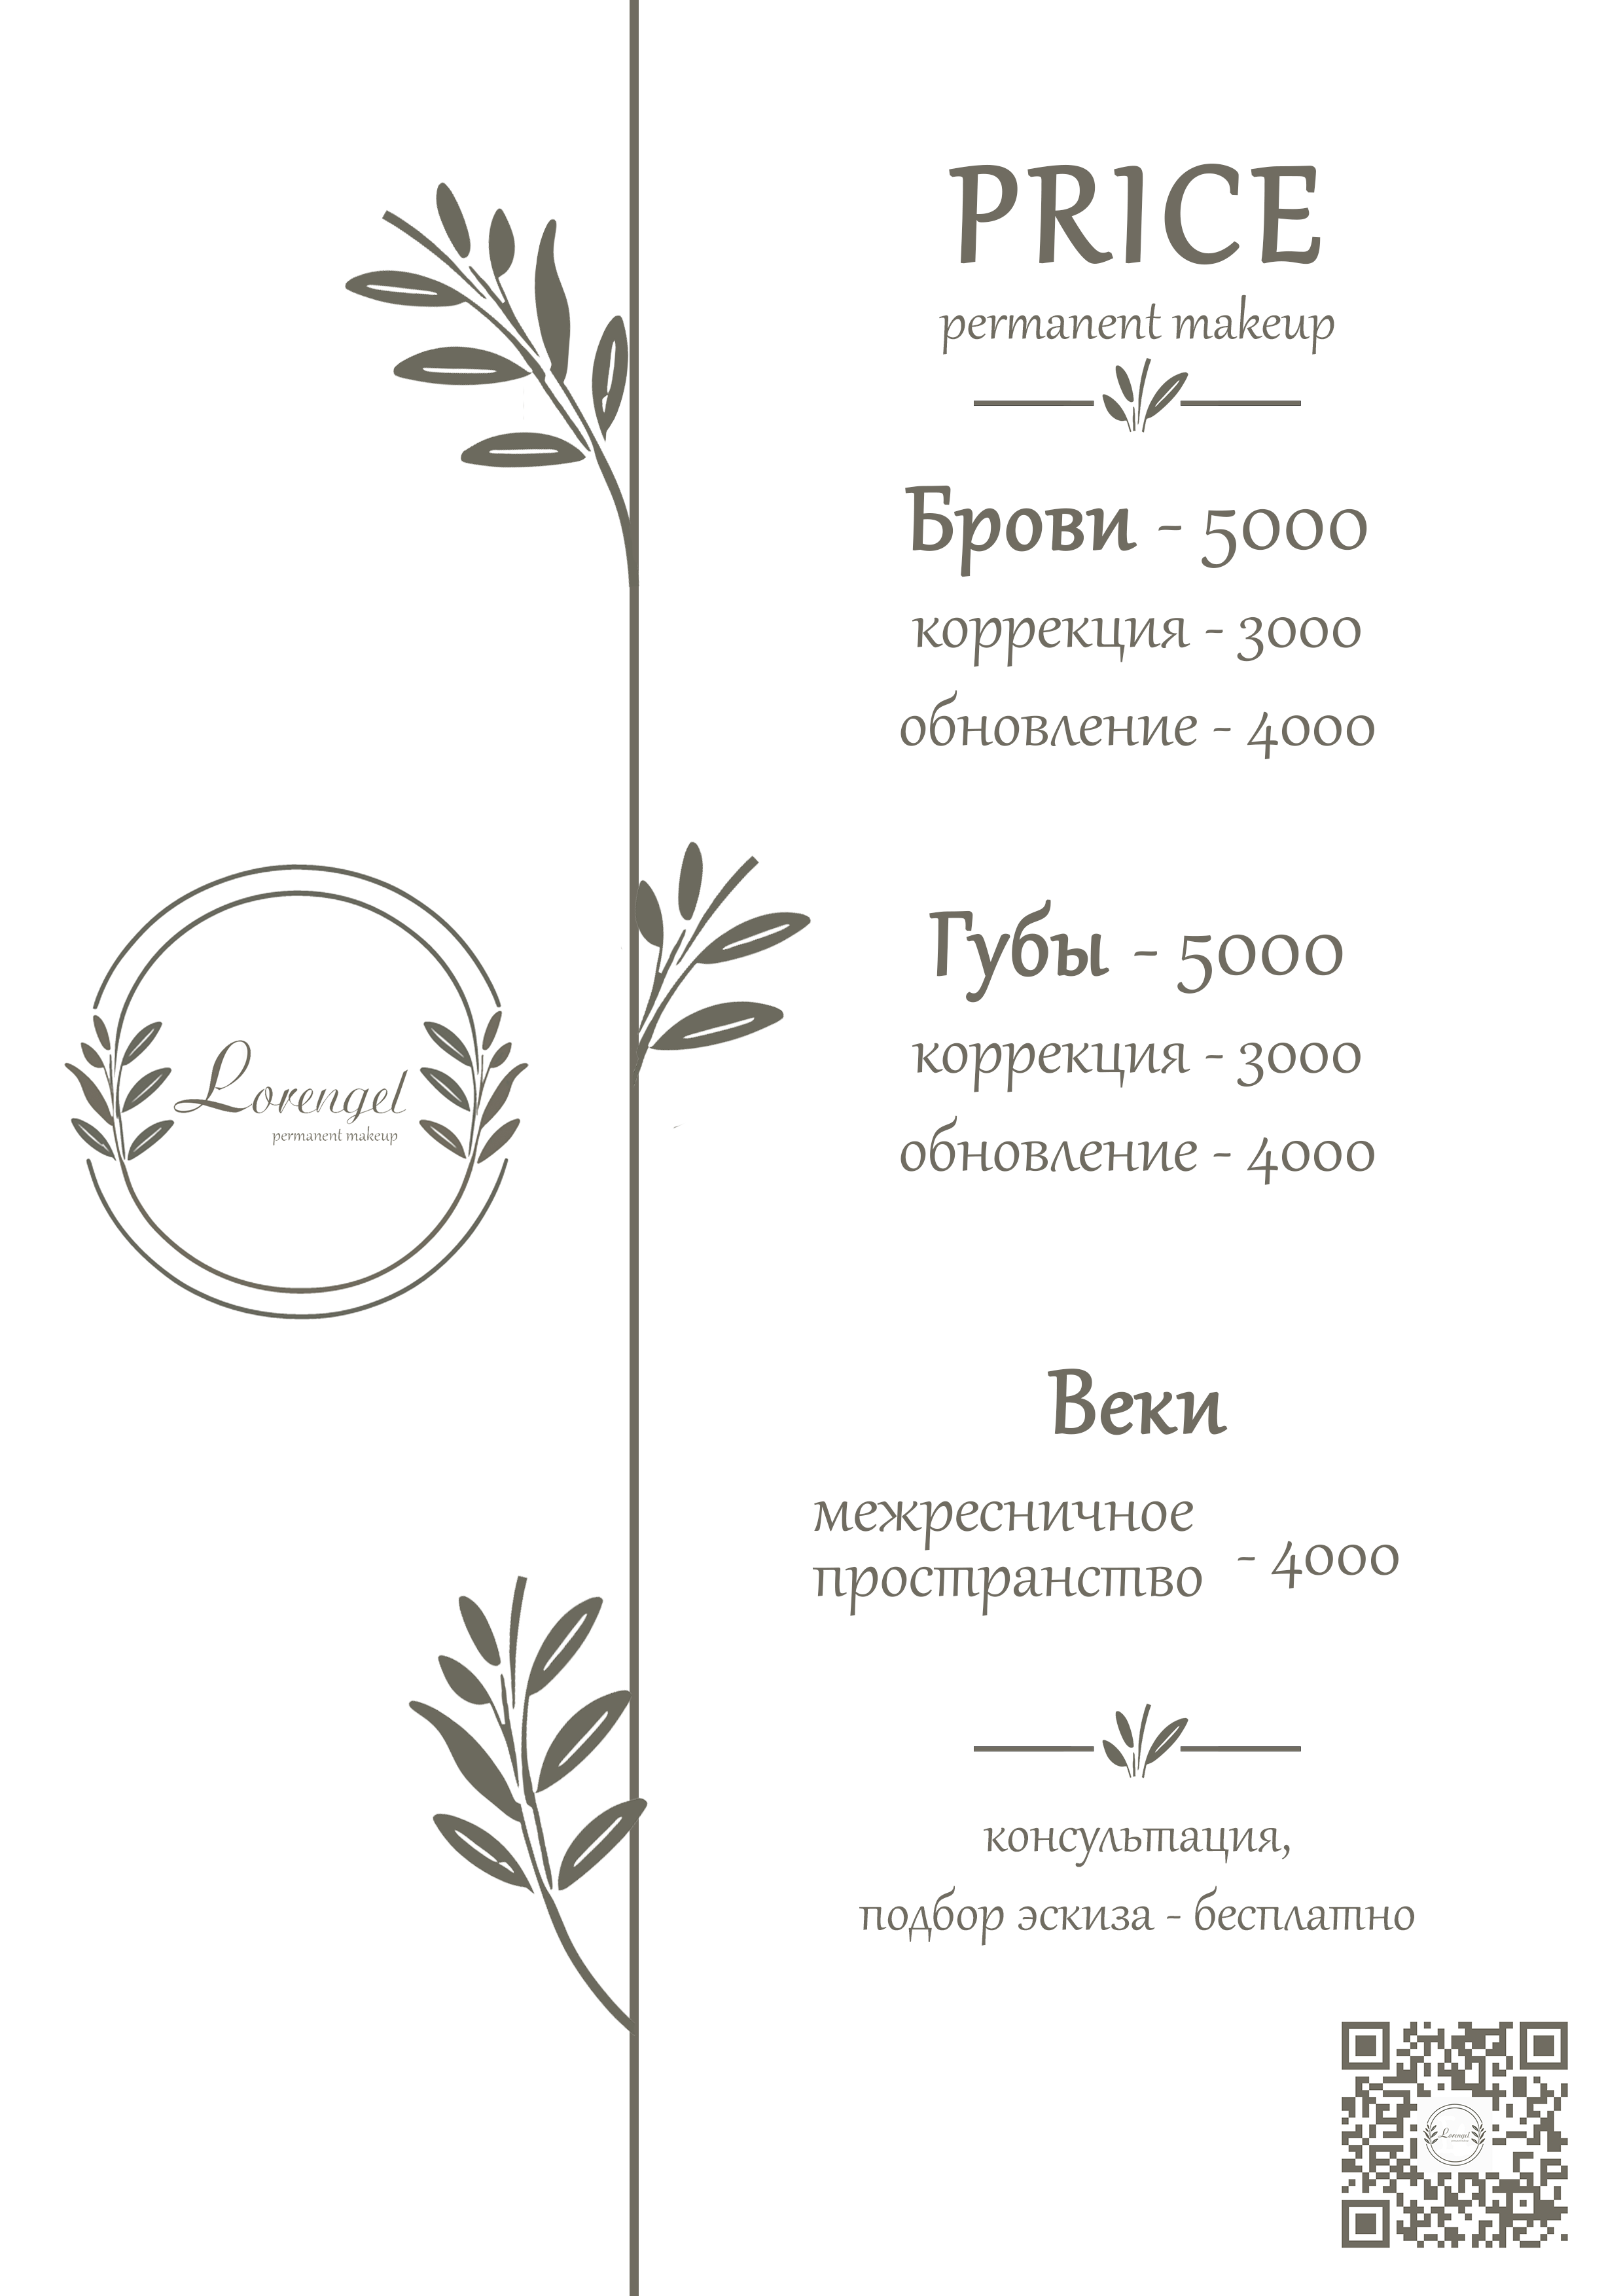 PRICE
permanent makeup
Брови - 5000
коррекция - 3000
обновление - 4000
Lorengel
permanent makeup
Губы - 5000
коррекция - 3000
обновление - 4000
Веки
межресничное
пространство - 4000
консультация,
подбор эскиза - бесплатно
Lorengel